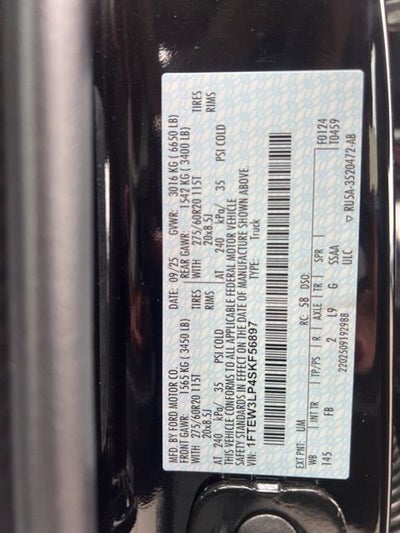 MFD. BY FORD MOTOR CO. DATE: 09/25 GVWR: 3016 KG ( 6650 LB)
FRONT GAWR: 1565 KG ( 3450 LB) REAR GAWR: 1542 KG ( 3400 LB)
WITH 275/60R20 115T TIRES WITH 275/60R20 115T TIRES
20x8.5J RIMS 20x8.5J RIMS
AT 240 kPa/ 35 PSI COLD AT 240 kPa/ 35 PSI COLD
THIS VEHICLE CONFORMS TO ALL APPLICABLE FEDERAL MOTOR VEHICLE
SAFETY STANDARDS IN EFFECT ON THE DATE OF MANUFACTURE SHOWN ABOVE.
VIN: 1FTEW3LP4SKF56897 TYPE: Truck
F0124
T0459
EXT PNT: UM RC: 58 DSO:
WB INT TR TP/PS R AXLE TR SPR
145 FB 2 L9 G SSAA
ULC
2202509192988 ▽ RU5A-3520472-AB